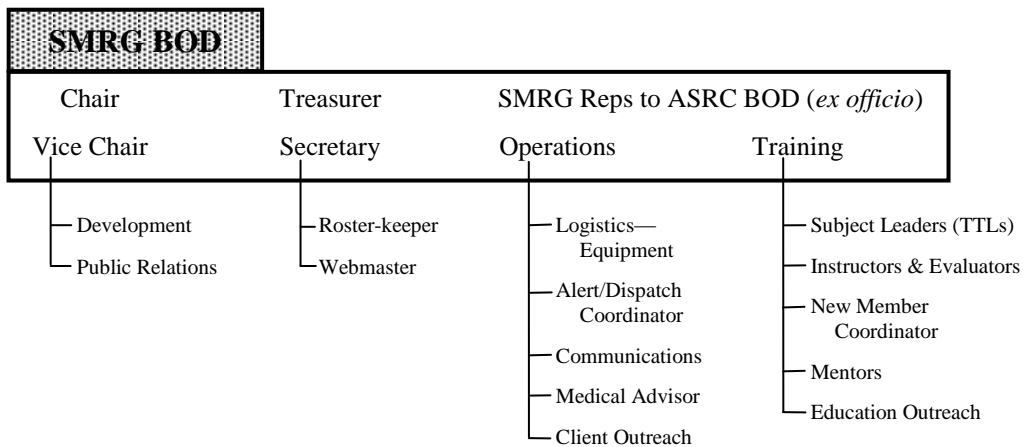 SMRG BOD
Chair Treasurer SMRG Reps to ASRC BOD (ex officio)
Vice Chair Secretary Operations Training
Development
Public Relations
Roster-keeper
Webmaster
Logistics—
Equipment
Alert/Dispatch
Coordinator
Communications
Medical Advisor
Client Outreach
Subject Leaders (TTLs)
Instructors & Evaluators
New Member
Coordinator
Mentors
Education Outreach